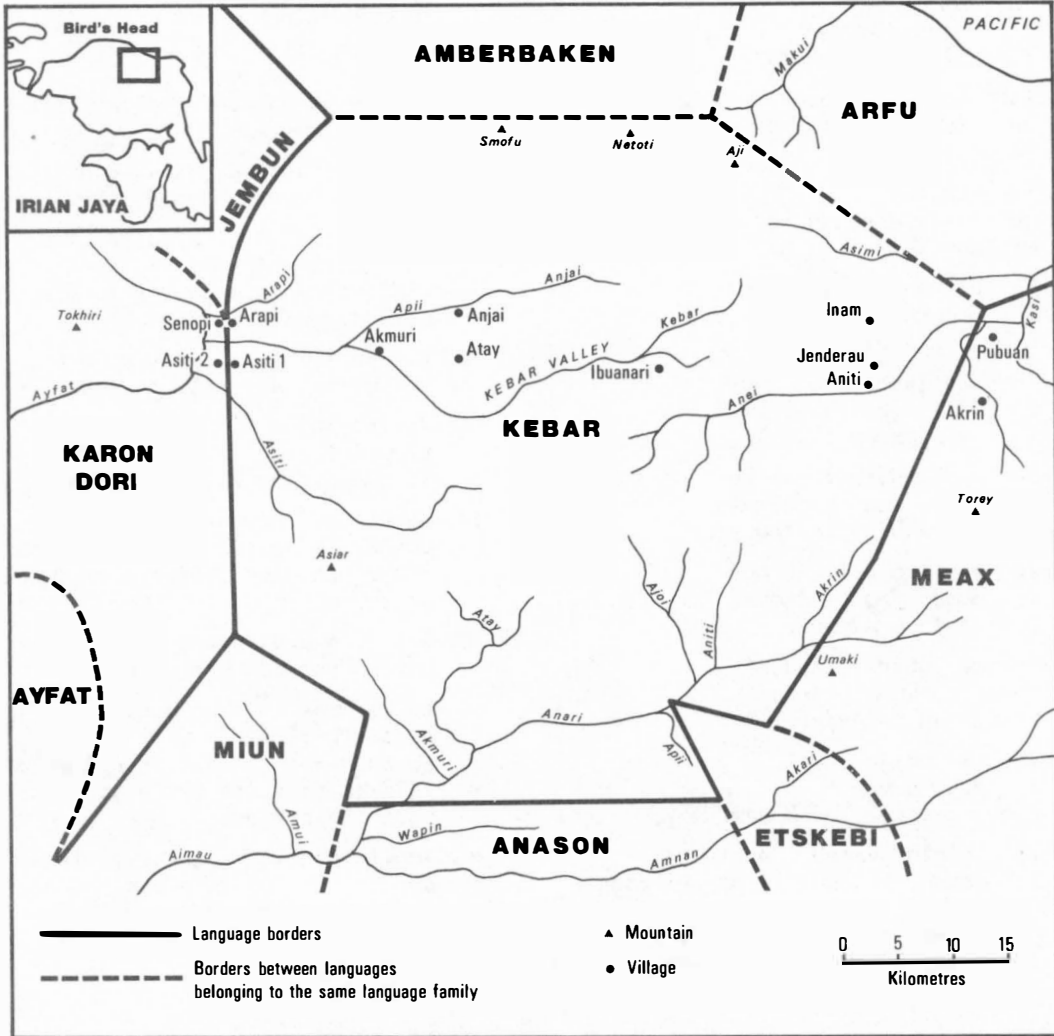 Bird's Head
IRIAN JAYA
PACIFIC
AMBERBAKEN
ARFU
Makui
JEMBUN
Smofu
Netoti
Aji
Asimi
Arapi
Anjai
Apii
Kebar
Kasi
Tokhiri
Senopi
Arapi
Anjai
Inam
Akmuri
Atay
KEBAR VALLEY
Ibuanari
Jenderau
Pubuan
Asiti 2
Asiti 1
Aniti
Ayfat
Anei
Akrin
KEBAR
KARON
DORI
Asiti
Torey
Asiar
MEAX
Ajoi
Aniti
Akrin
Atay
Umaki
AYFAT
MIUN
Anari
Akmuri
Apii
Akari
Amui
Wapin
ANASON
ETSKEBI
Aimau
Amnan
Language borders
Borders between languages
belonging to the same language family
Mountain
Village
0 5 10 15
Kilometres